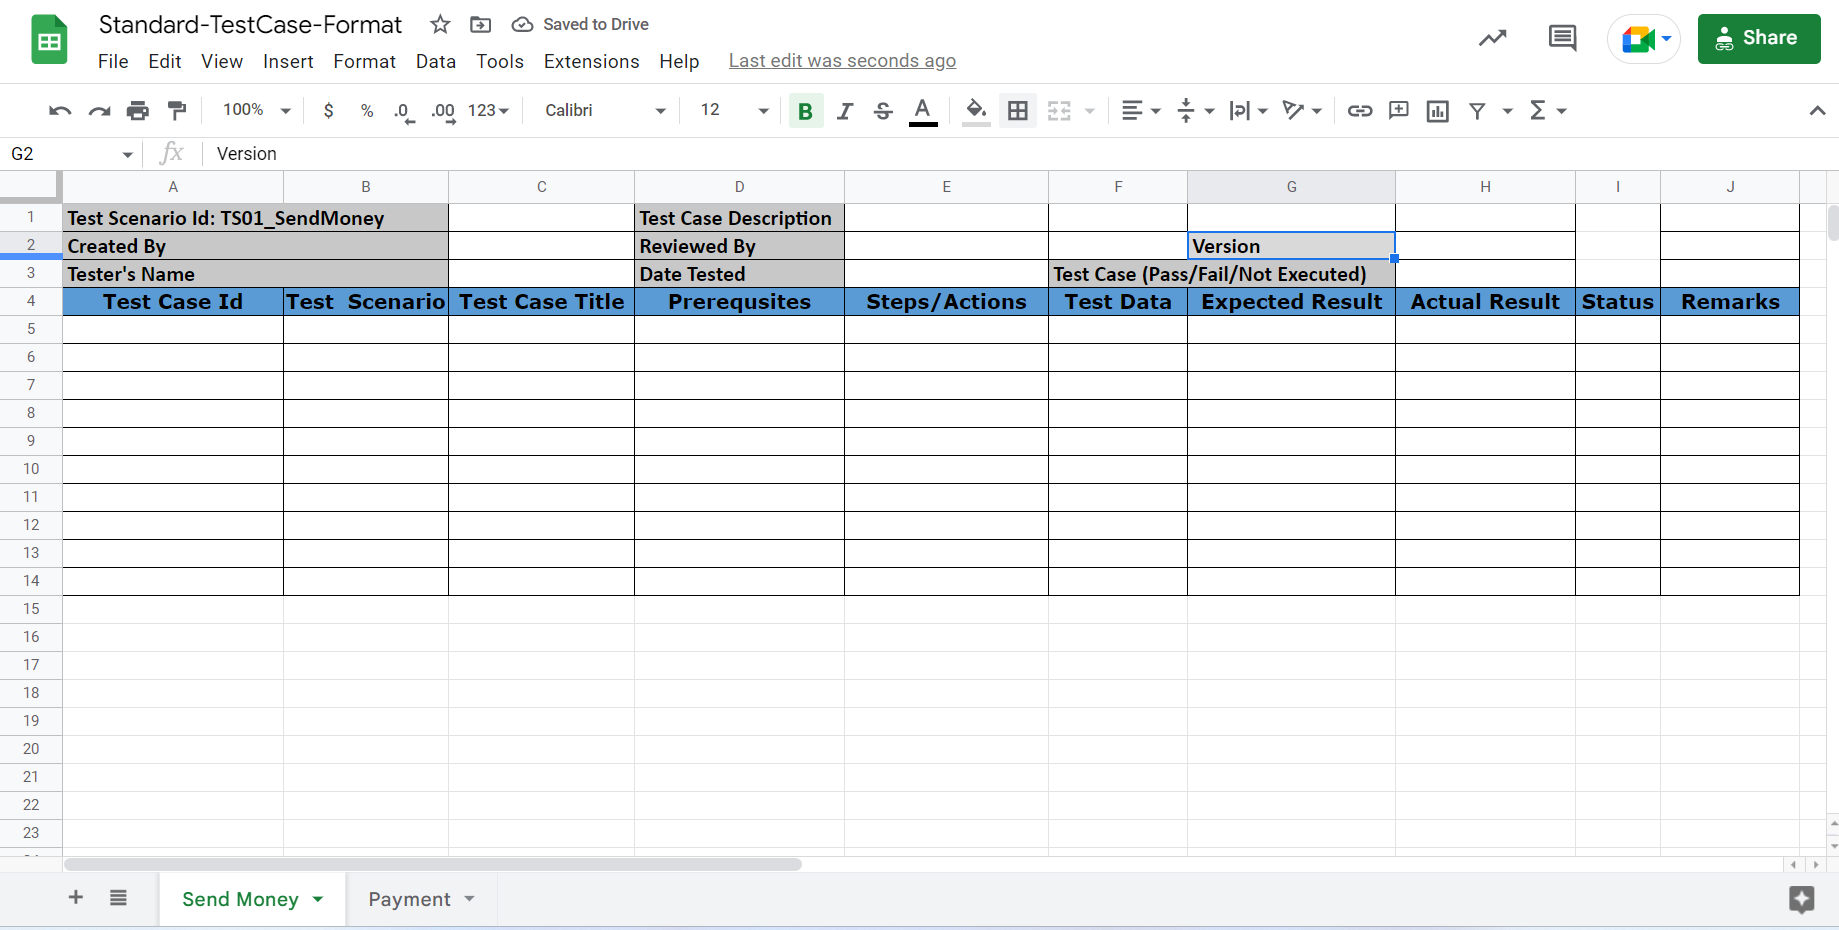 Standard-TestCase-Format Saved to Drive
File Edit View Insert Format Data Tools Extensions Help Last edit was seconds ago
Share
100% $ % .0 .00 123 Calibri 12 B I S A
G2 fx Version
A B C D E F G H I J
1 Test Scenario Id: TS01_SendMoney Test Case Description
2 Created By Reviewed By Version
3 Tester's Name Date Tested Test Case (Pass/Fail/Not Executed)
4 Test Case Id Test Scenario Test Case Title Prerequsites Steps/Actions Test Data Expected Result Actual Result Status Remarks
5
6
7
8
9
10
11
12
13
14
15
16
17
18
19
20
21
22
23
Send Money Payment